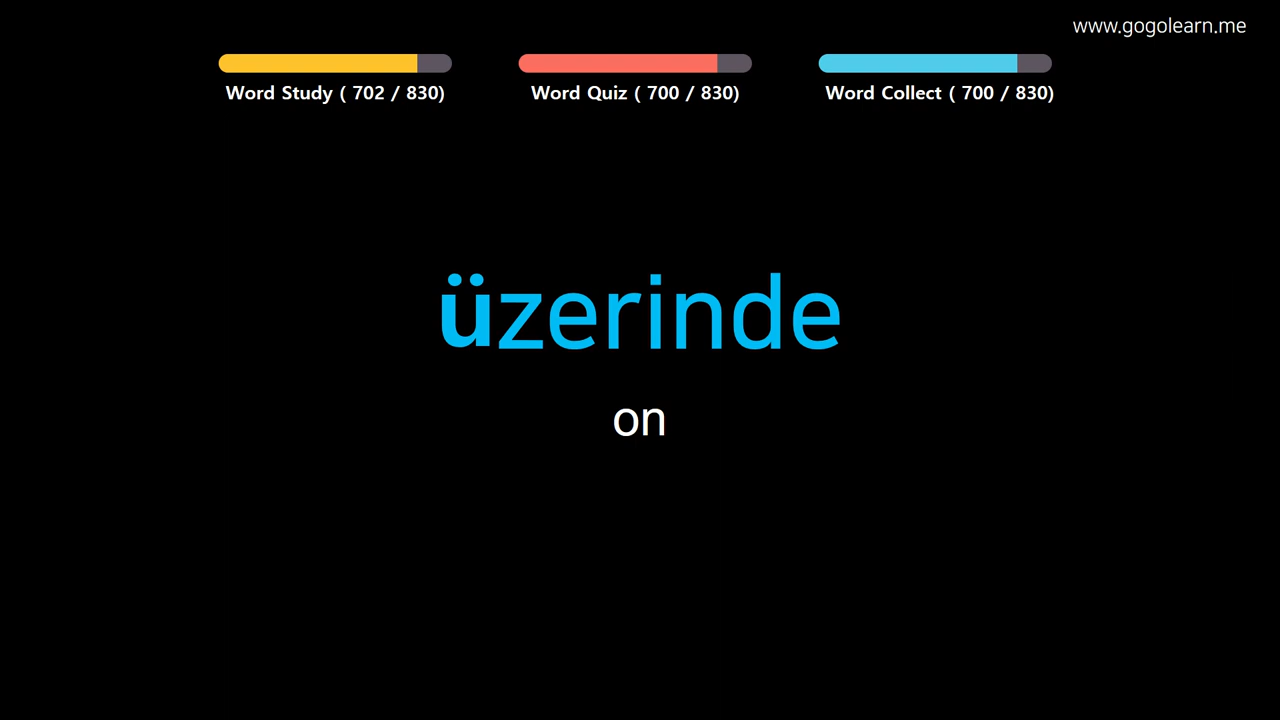 www.gogolearn.me
Word Study ( 702 / 830)
Word Quiz ( 700 / 830)
Word Collect ( 700 / 830)
üzerinde
on